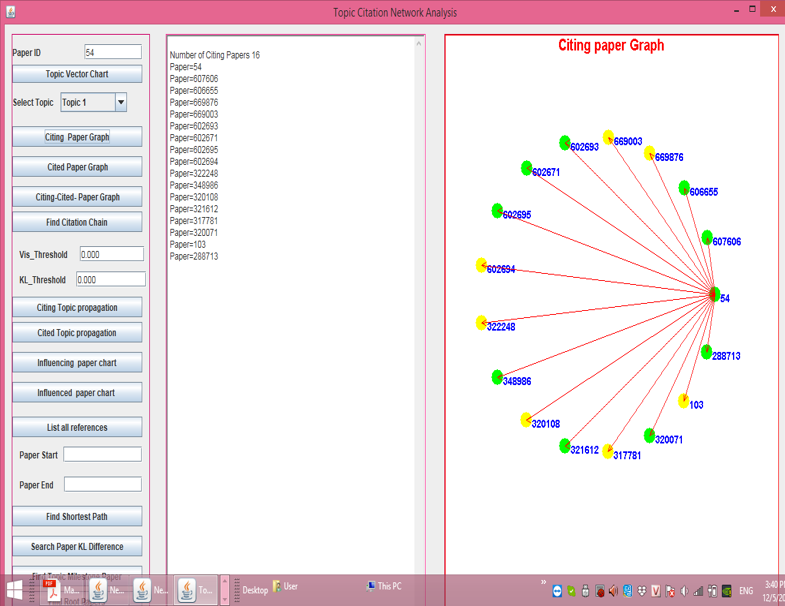 Topic Citation Network Analysis
Paper ID
54
Topic Vector Chart
Select Topic
Topic 1
Citing Paper Graph
Cited Paper Graph
Citing-Cited- Paper Graph
Find Citation Chain
Vis_Threshold
0.000
KL_Threshold
0.000
Citing Topic propagation
Cited Topic propagation
Influencing paper chart
Influenced paper chart
List all references
Paper Start
Paper End
Find Shortest Path
Search Paper KL Difference
Find Topic Milestone Paper
Number of Citing Papers 16
Paper=54
Paper=607606
Paper=606655
Paper=669876
Paper=669003
Paper=602693
Paper=602671
Paper=602695
Paper=602694
Paper=322248
Paper=348986
Paper=320108
Paper=321612
Paper=317781
Paper=320071
Paper=103
Paper=288713
Citing paper Graph
669003
602693
669876
602671
606655
602695
607606
602694
54
322248
288713
348986
103
320108
320071
321612
317781
PDF
Ma...
Ne...
Ne...
To...
Desktop
User
This PC
ENG
3:40 P
12/5/20